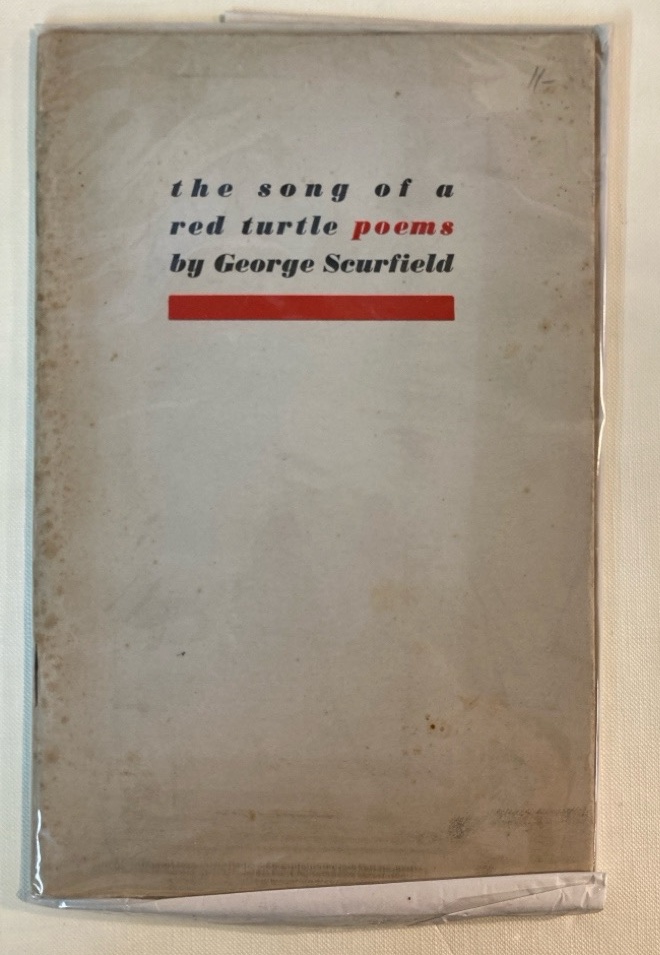 the song of a
red turtle poems
by George Scurfield